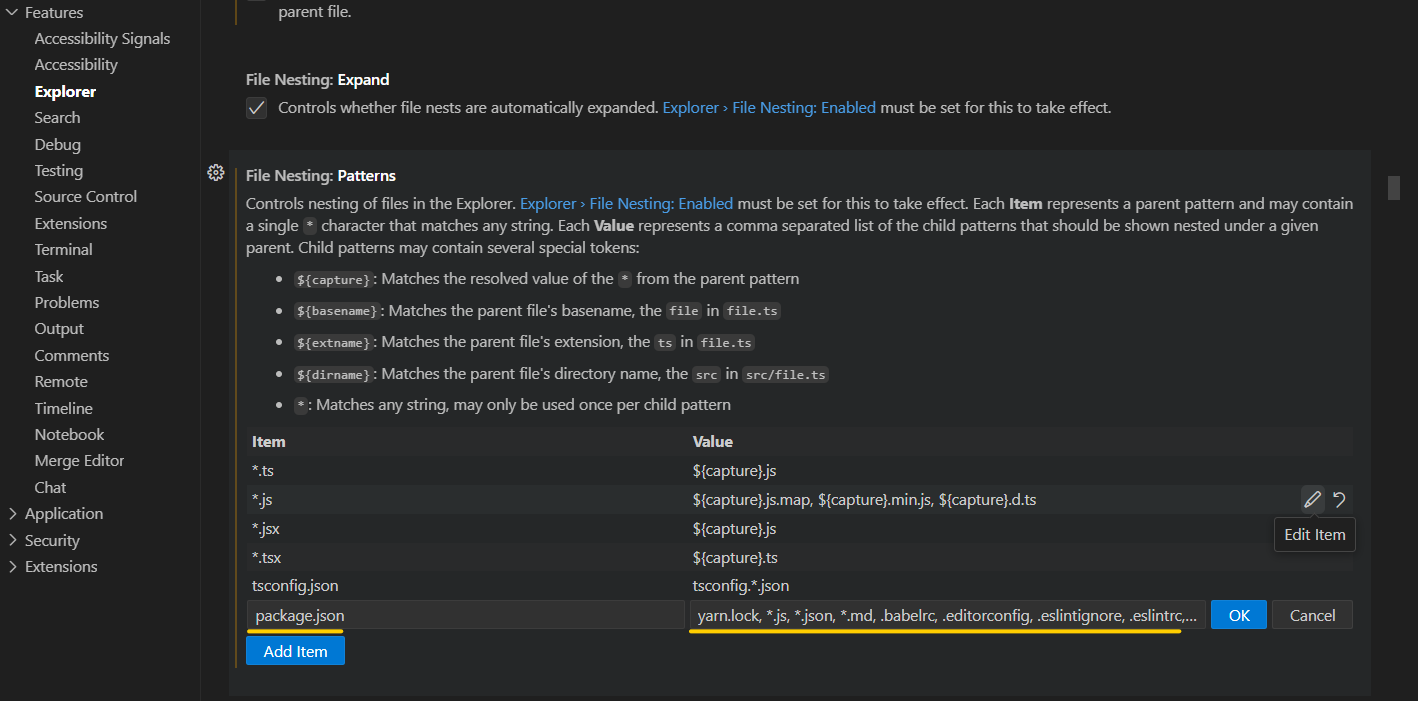 Features
Accessibility Signals
Accessibility
Explorer
Search
Debug
Testing
Source Control
Extensions
Terminal
Task
Problems
Output
Comments
Remote
Timeline
Notebook
Merge Editor
Chat
Application
Security
Extensions
parent file.
File Nesting: Expand
Controls whether file nests are automatically expanded. Explorer › File Nesting: Enabled must be set for this to take effect.
File Nesting: Patterns
Controls nesting of files in the Explorer. Explorer › File Nesting: Enabled must be set for this to take effect. Each Item represents a parent pattern and may contain
a single * character that matches any string. Each Value represents a comma separated list of the child patterns that should be shown nested under a given
parent. Child patterns may contain several special tokens:
• ${capture}: Matches the resolved value of the * from the parent pattern
• ${basename}: Matches the parent file's basename, the file in file.ts
• ${extname}: Matches the parent file's extension, the ts in file.ts
• ${dirname}: Matches the parent file's directory name, the src in src/file.ts
• *: Matches any string, may only be used once per child pattern
Item Value
*.ts ${capture}.js
*.js ${capture}.js.map, ${capture}.min.js, ${capture}.d.ts
*.jsx ${capture}.js
Edit Item
*.tsx ${capture}.ts
tsconfig.json tsconfig.*.json
package.json yarn.lock, *.js, *.json, *.md, .babelrc, .editorconfig, .eslintignore, .eslintrc,... OK Cancel
Add Item